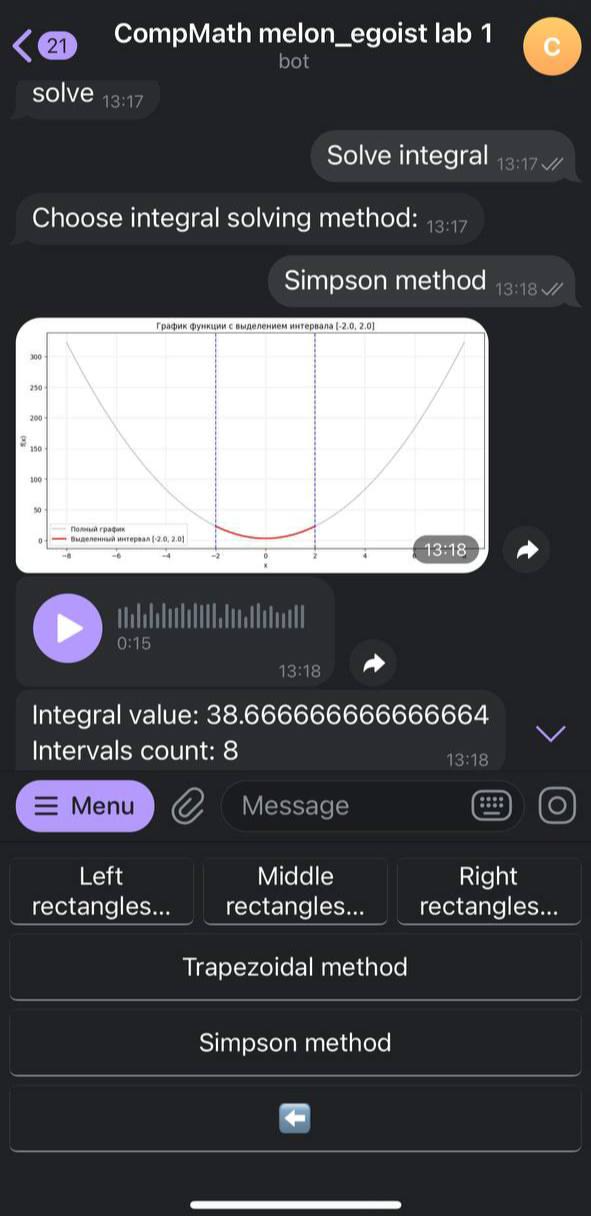 21
CompMath melon_egoist lab 1
C
bot
solve 13:17
Solve integral 13:17
Choose integral solving method: 13:17
Simpson method 13:18
График функции с выделением интервала [-2.0, 2.0]
300
250
200
150
100
50
0
f(x)
Полный график
Выделенный интервал [-2.0, 2.0]
-8 -6 -4 -2 0 2 4
x
13:18
0:15
13:18
Integral value: 38.666666666666664
Intervals count: 8
13:18
Menu
Message
Left rectangles...
Middle rectangles...
Right rectangles...
Trapezoidal method
Simpson method